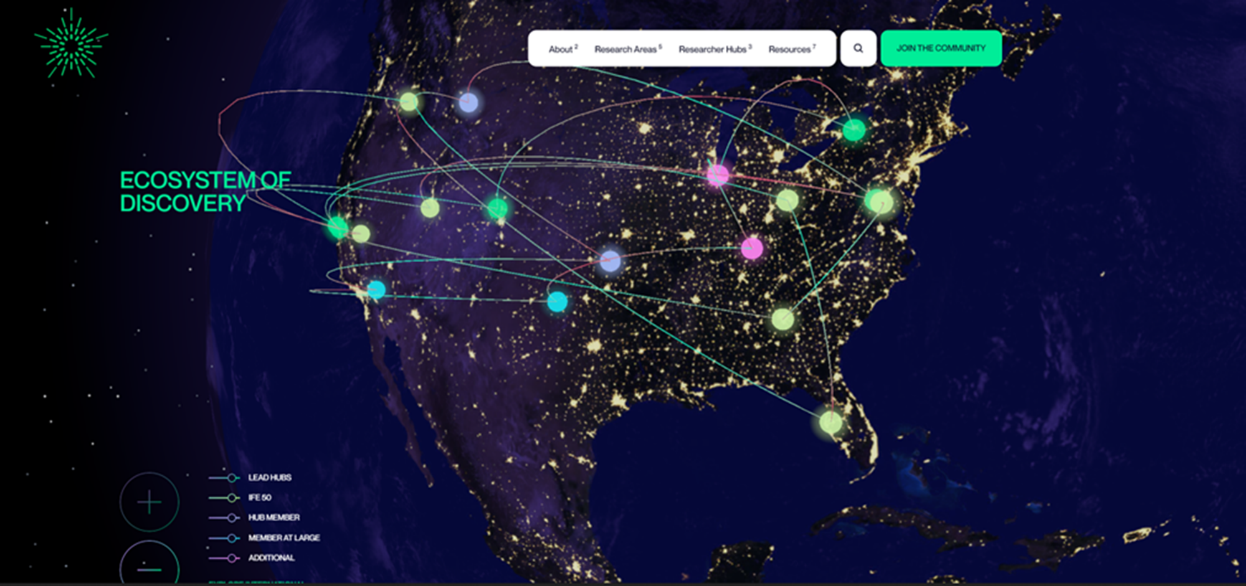 About 2 Research Areas 5 Researcher Hubs 3 Resources 7 JOIN THE COMMUNITY
ECOSYSTEM OF
DISCOVERY
LEAD HUBS
IFE 50
HUB MEMBER
MEMBER AT LARGE
ADDITIONAL